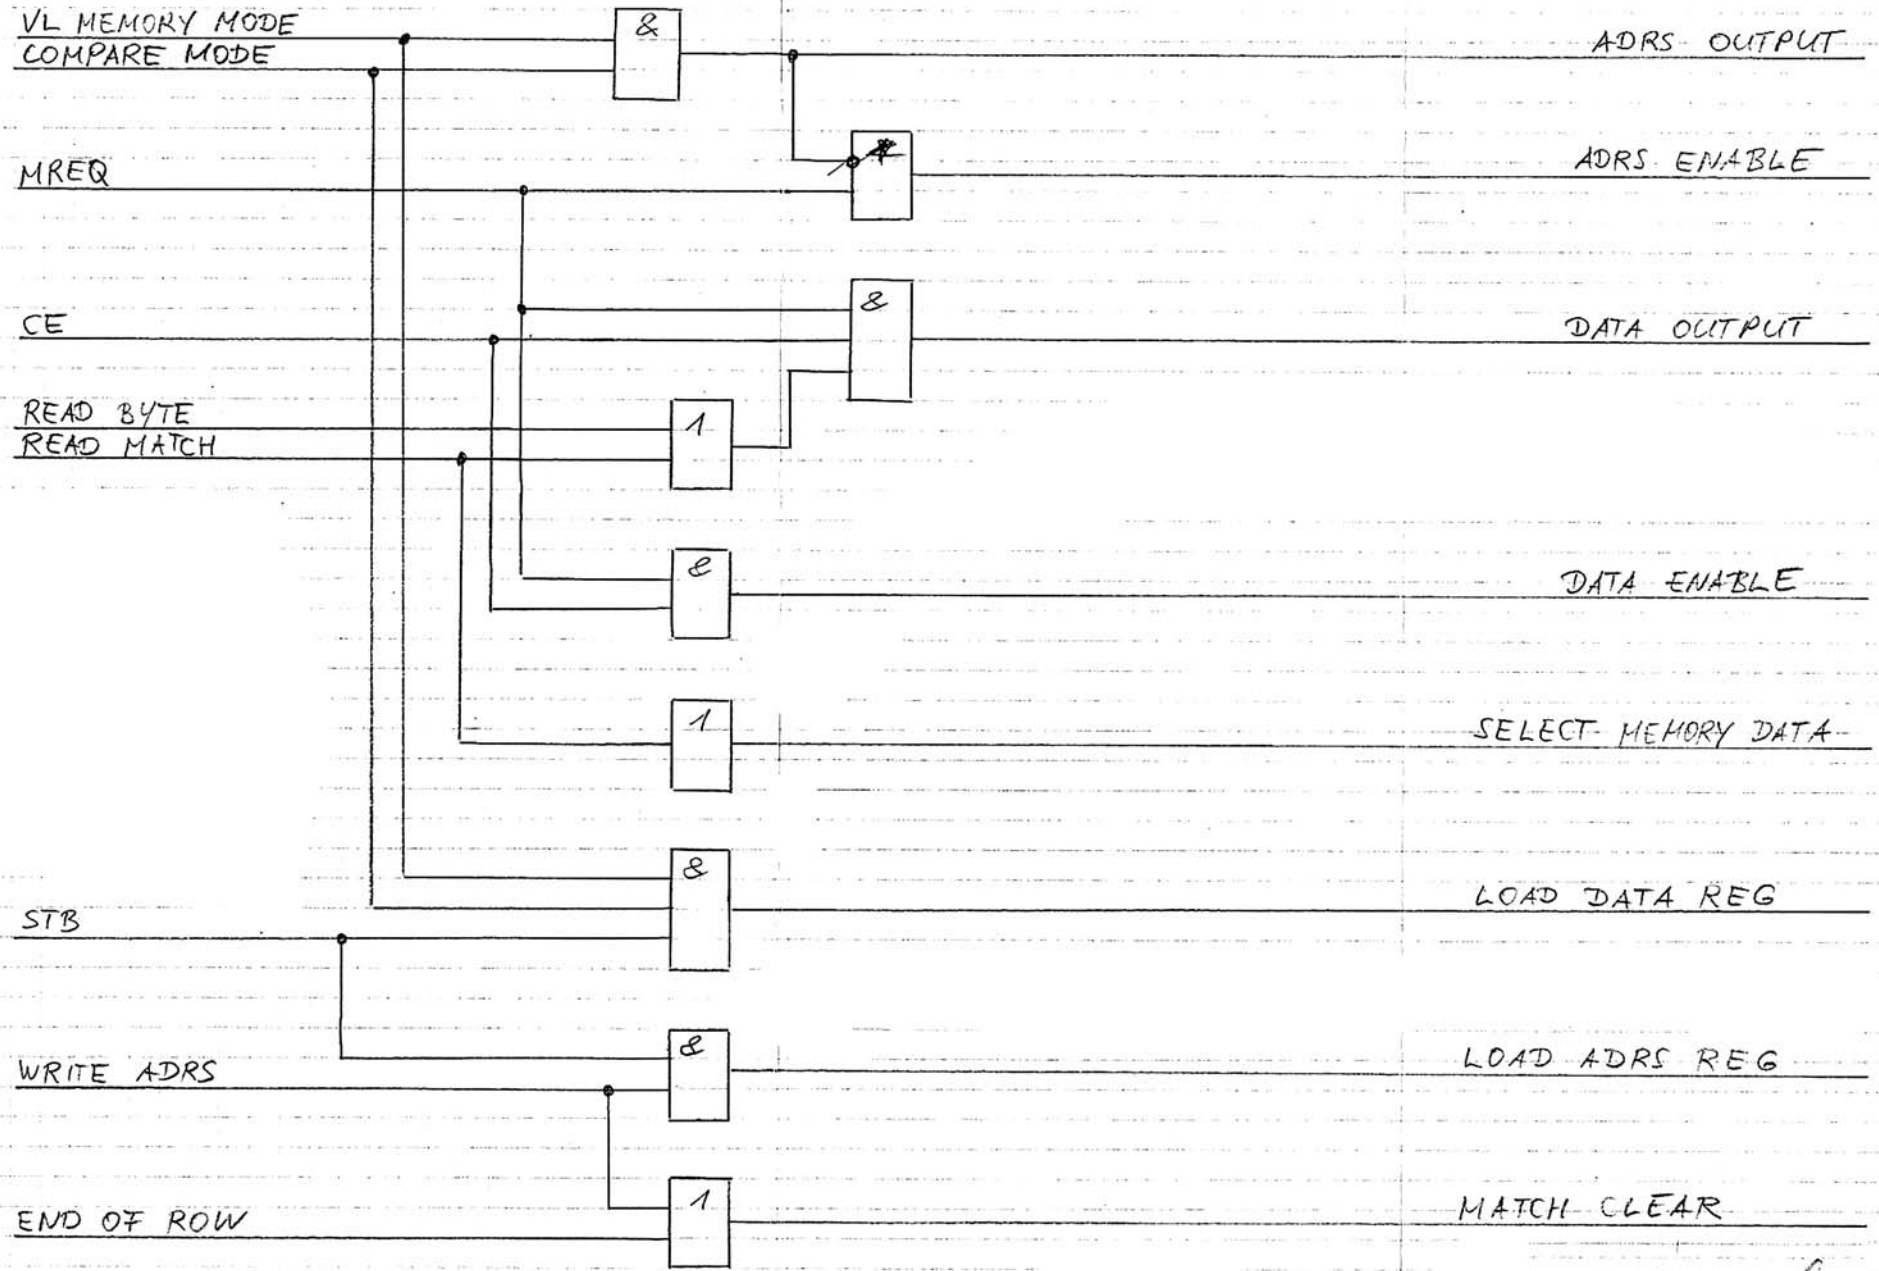 VL MEMORY MODE
&
ADRS OUTPUT
COMPARE MODE
MREQ
ADRS ENABLE
&
CE
DATA OUTPUT
READ BYTE
1
READ MATCH
&
DATA ENABLE
1
SELECT MEMORY DATA
&
LOAD DATA REG
STB
&
LOAD ADRS REG
WRITE ADRS
1
MATCH CLEAR
END OF ROW